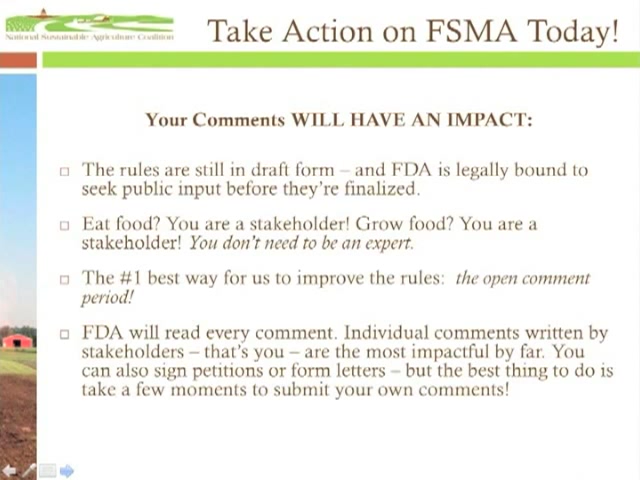 National Sustainable Agriculture Coalition
Take Action on FSMA Today!
Your Comments WILL HAVE AN IMPACT:
The rules are still in draft form – and FDA is legally bound to
seek public input before they're finalized.
Eat food? You are a stakeholder! Grow food? You are a
stakeholder! You don't need to be an expert.
The #1 best way for us to improve the rules: the open comment
period!
FDA will read every comment. Individual comments written by
stakeholders – that's you – are the most impactful by far. You
can also sign petitions or form letters – but the best thing to do is
take a few moments to submit your own comments!